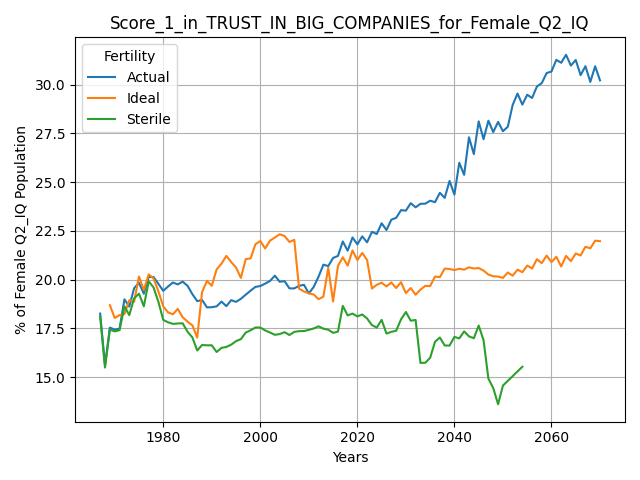 Score_1_in_TRUST_IN_BIG_COMPANIES_for_Female_Q2_IQ
Fertility
Actual
Ideal
Sterile
% of Female Q2_IQ Population
30.0
27.5
25.0
22.5
20.0
17.5
15.0
1980
2000
2020
2040
2060
Years